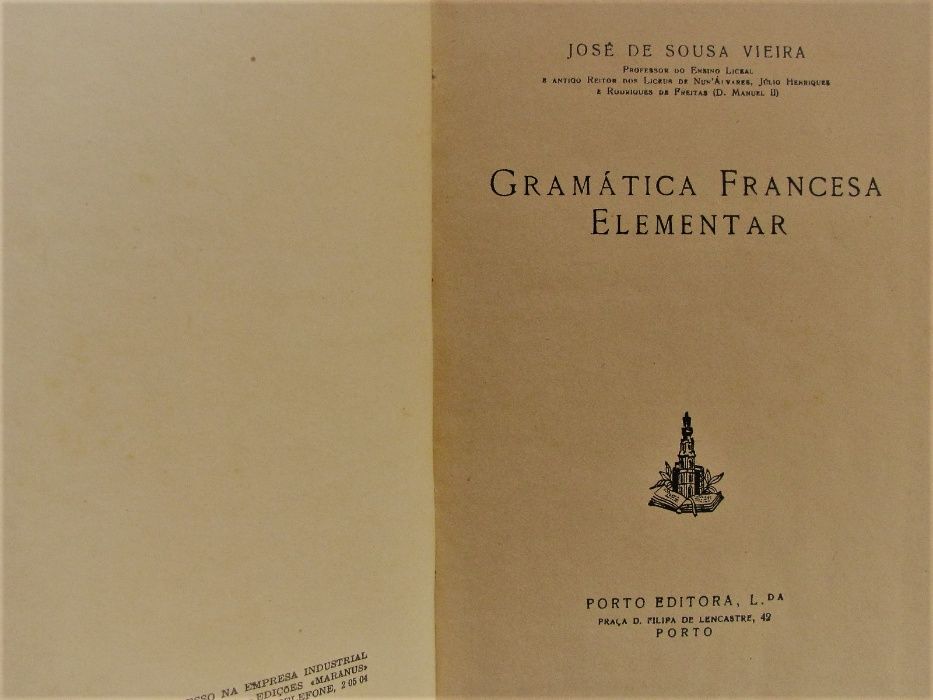 JOSÉ DE SOUSA VIEIRA
PROFESSOR DO ENSINO LICEAL
E ANTIGO REITOR DOS LICEUS DE NUN'ÁLVARES, JÚLIO HENRIQUES
E RODRIGUES DE FREITAS (D. MANUEL II)
GRAMÁTICA FRANCESA
ELEMENTAR
PORTO EDITORA, L.DA
PRAÇA D. FILIPA DE LENCASTRE, 42
PORTO
NA EMPRESA INDUSTRIAL
EDIÇÕES «MARANUS»
2 05 04